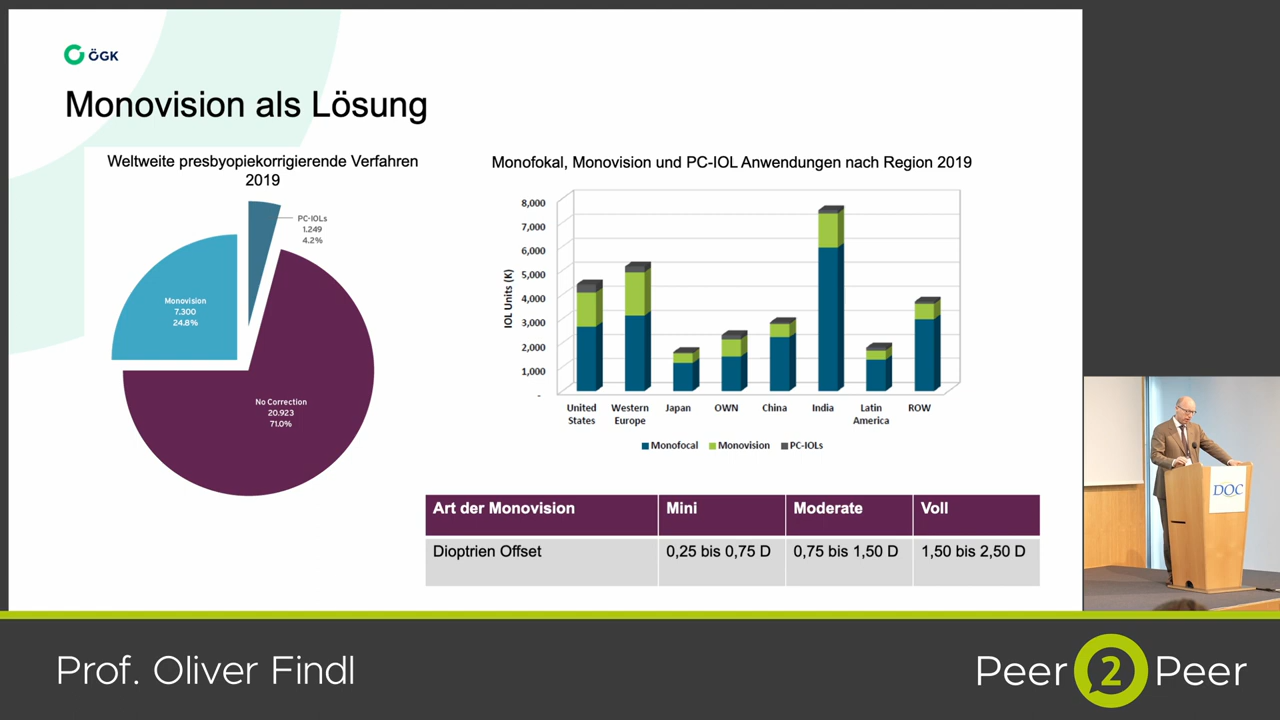 ÖGK
Monovision als Lösung
Weltweite presbyopiekorrigierende Verfahren
2019
PC-IOLs
1.249
4.2%
Monovision
7.300
24.8%
No Correction
20.923
71.0%
Monofokal, Monovision und PC-IOL Anwendungen nach Region 2019
IOL Units (K)
8,000
7,000
6,000
5,000
4,000
3,000
2,000
1,000
-
United
States
Western
Europe
Japan
OWN
China
India
Latin
America
ROW
Monofocal Monovision PC-IOLs
Art der Monovision Mini Moderate Voll
Dioptrien Offset 0,25 bis 0,75 D 0,75 bis 1,50 D 1,50 bis 2,50 D
DOC
Prof. Oliver Findl
Peer 2 Peer